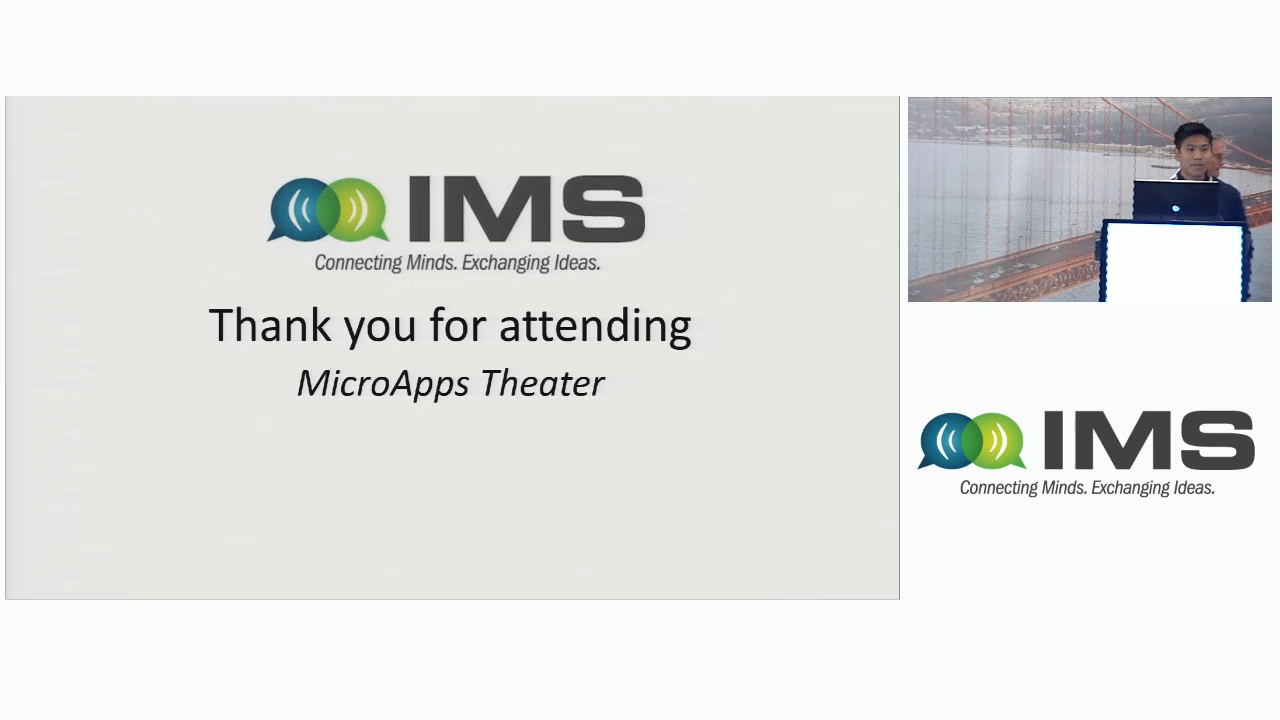 IMS
Connecting Minds. Exchanging Ideas.
Thank you for attending
MicroApps Theater
IMS
Connecting Minds. Exchanging Ideas.